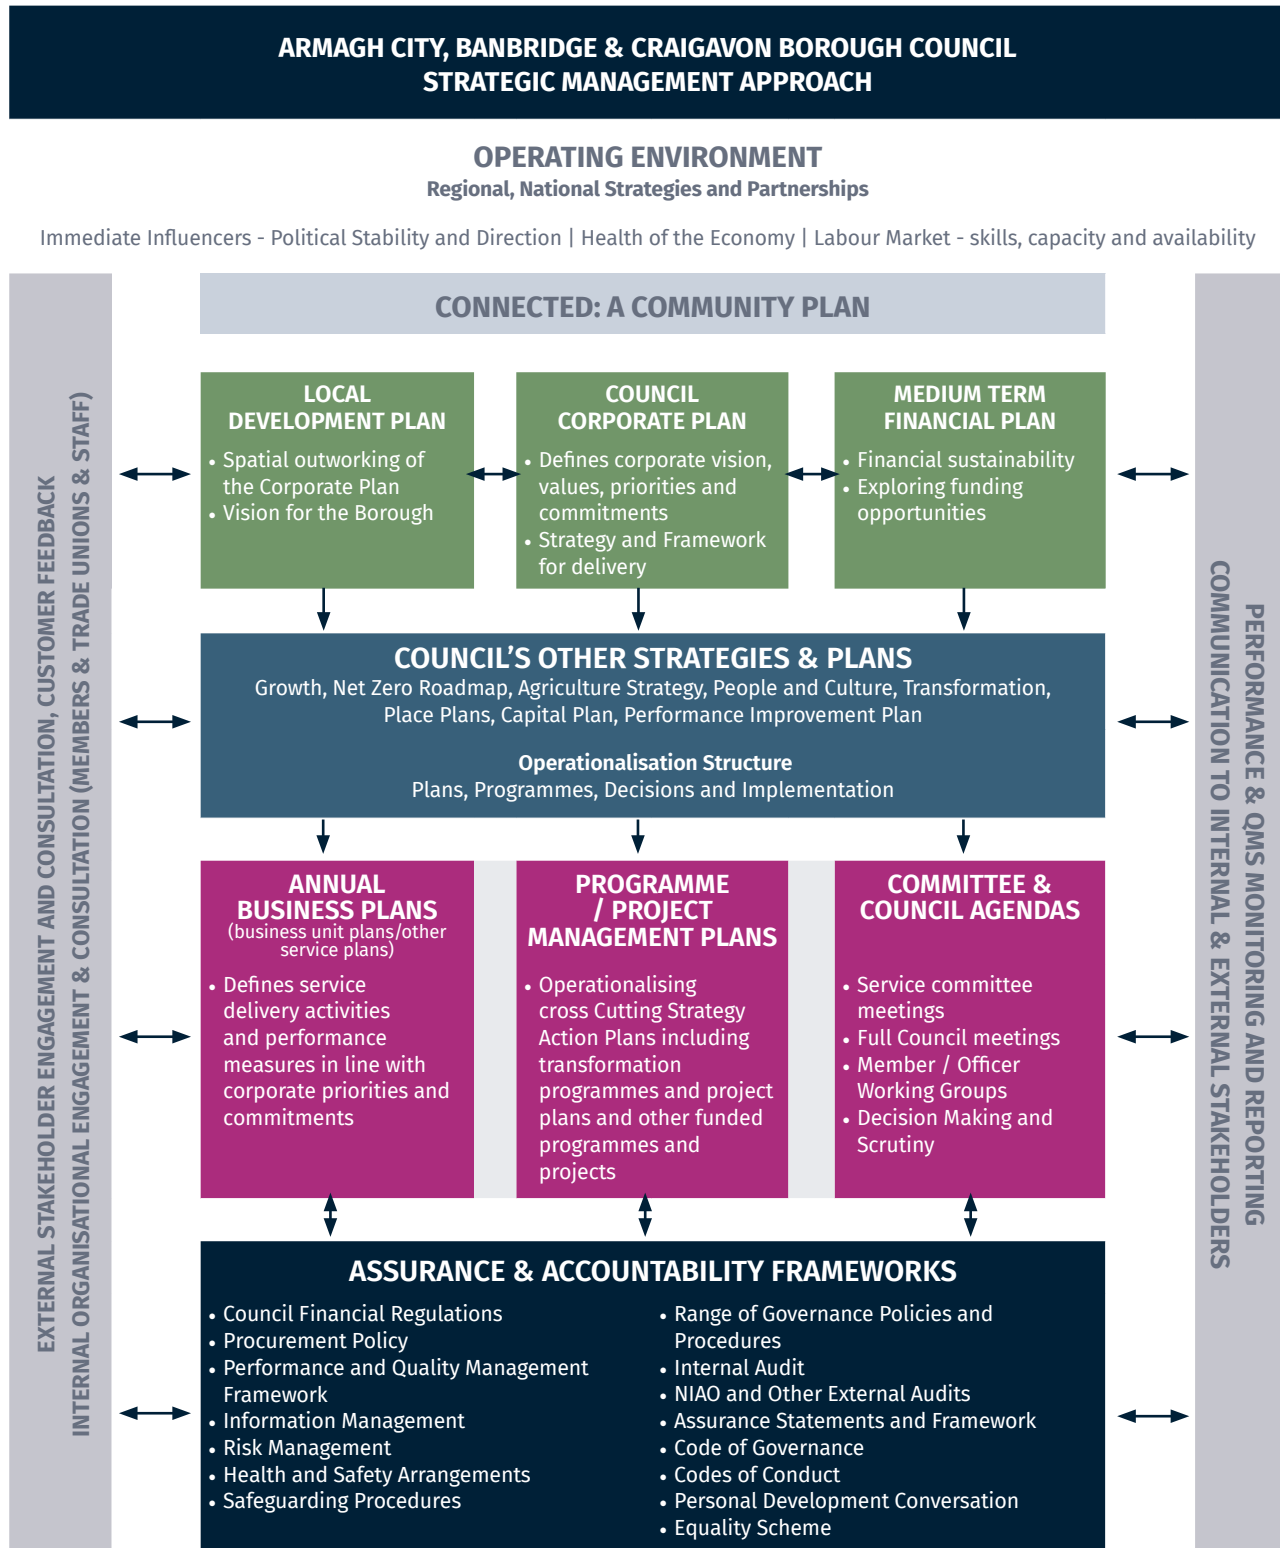 ARMAGH CITY, BANBRIDGE & CRAIGAVON BOROUGH COUNCIL
STRATEGIC MANAGEMENT APPROACH
OPERATING ENVIRONMENT
Regional, National Strategies and Partnerships
Immediate Influencers - Political Stability and Direction | Health of the Economy | Labour Market - skills, capacity and availability
EXTERNAL STAKEHOLDER ENGAGEMENT AND CONSULTATION, CUSTOMER FEEDBACK
INTERNAL ORGANISATIONAL ENGAGEMENT & CONSULTATION (MEMBERS & TRADE UNIONS & STAFF)
CONNECTED: A COMMUNITY PLAN
LOCAL
DEVELOPMENT PLAN
• Spatial outworking of
the Corporate Plan
• Vision for the Borough
COUNCIL
CORPORATE PLAN
• Defines corporate vision,
values, priorities and
commitments
• Strategy and Framework
for delivery
MEDIUM TERM
FINANCIAL PLAN
• Financial sustainability
• Exploring funding
opportunities
COUNCIL'S OTHER STRATEGIES & PLANS
Growth, Net Zero Roadmap, Agriculture Strategy, People and Culture, Transformation,
Place Plans, Capital Plan, Performance Improvement Plan
Operationalisation Structure
Plans, Programmes, Decisions and Implementation
ANNUAL
BUSINESS PLANS
(business unit plans/other
service plans)
• Defines service
delivery activities
and performance
measures in line with
corporate priorities and
commitments
PROGRAMME
/ PROJECT
MANAGEMENT PLANS
• Operationalising
cross Cutting Strategy
Action Plans including
transformation
programmes and project
plans and other funded
programmes and
projects
COMMITTEE &
COUNCIL AGENDAS
• Service committee
meetings
• Full Council meetings
• Member / Officer
Working Groups
• Decision Making and
Scrutiny
ASSURANCE & ACCOUNTABILITY FRAMEWORKS
• Council Financial Regulations
• Procurement Policy
• Performance and Quality Management
Framework
• Information Management
• Risk Management
• Health and Safety Arrangements
• Safeguarding Procedures
• Range of Governance Policies and
Procedures
• Internal Audit
• NIAO and Other External Audits
• Assurance Statements and Framework
• Code of Governance
• Codes of Conduct
• Personal Development Conversation
• Equality Scheme
PERFORMANCE & QMS MONITORING AND REPORTING
COMMUNICATION TO INTERNAL & EXTERNAL STAKEHOLDERS